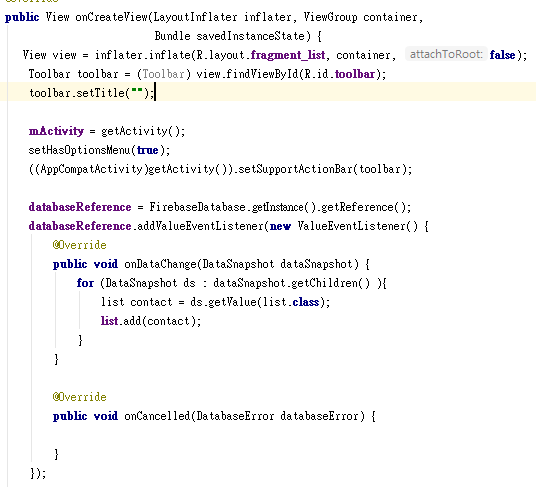 @Override
public View onCreateView(LayoutInflater inflater, ViewGroup container,
Bundle savedInstanceState) {
View view = inflater.inflate(R.layout.fragment_list, container, attachToRoot: false);
Toolbar toolbar = (Toolbar) view.findViewById(R.id.toolbar);
toolbar.setTitle("");
mActivity = getActivity();
setHasOptionsMenu(true);
((AppCompatActivity)getActivity()).setSupportActionBar(toolbar);
databaseReference = FirebaseDatabase.getInstance().getReference();
databaseReference.addValueEventListener(new ValueEventListener() {
@Override
public void onDataChange(DataSnapshot dataSnapshot) {
for (DataSnapshot ds : dataSnapshot.getChildren() ){
list contact = ds.getValue(list.class);
list.add(contact);
}
}
@Override
public void onCancelled(DatabaseError databaseError) {
}
});